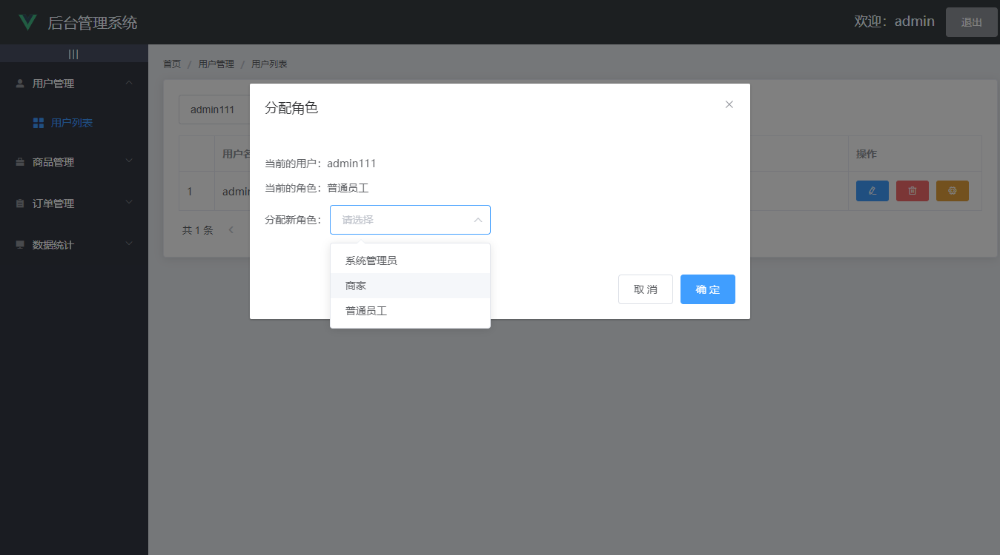 后台管理系统
欢迎：admin
退出
|||
用户管理
用户列表
商品管理
订单管理
数据统计
首页 / 用户管理 / 用户列表
admin111
用户名
操作
1
admin
共 1 条
分配角色
当前的用户：admin111
当前的角色：普通员工
分配新角色：
请选择
系统管理员
商家
普通员工
取 消
确 定